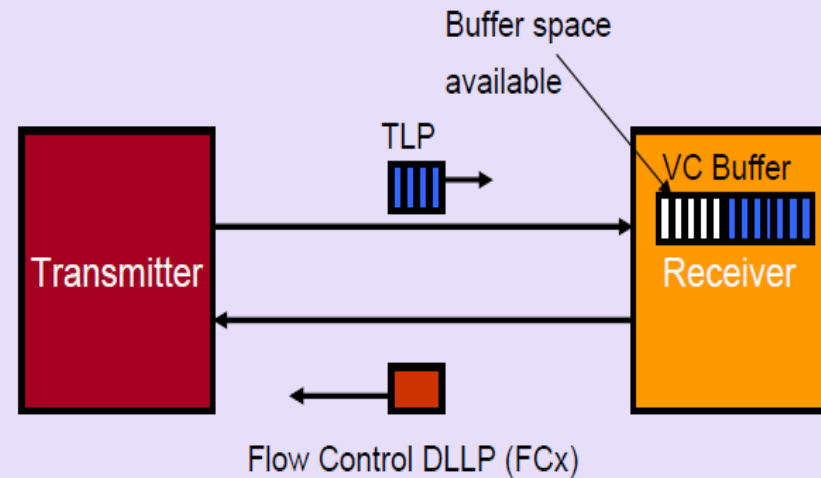 Buffer space
available
TLP
VC Buffer
Transmitter
Receiver
Flow Control DLLP (FCx)